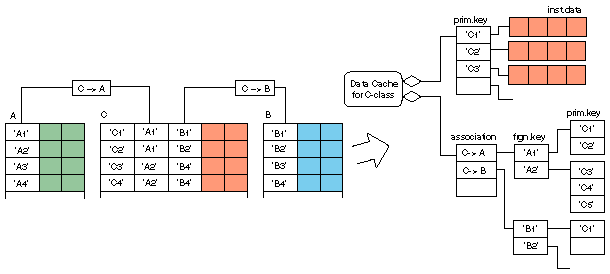 prim.key
inst.data
'C1'
'C2'
'C3'
Data Cache
for C-class
C → A
C → B
A
C
B
'A1'
'A2'
'A3'
'A4'
'C1' 'A1' 'B1'
'C2' 'A1' 'B2'
'C3' 'A2' 'B4'
'C4' 'A2' 'B4'
'B1'
'B2'
'B3'
'B4'
association
frgn.key
prim.key
C→ A
C→ B
'A1'
'A2'
'C1'
'C2'
'C3'
'C4'
'C5'
'B1'
'B2'
'C1'